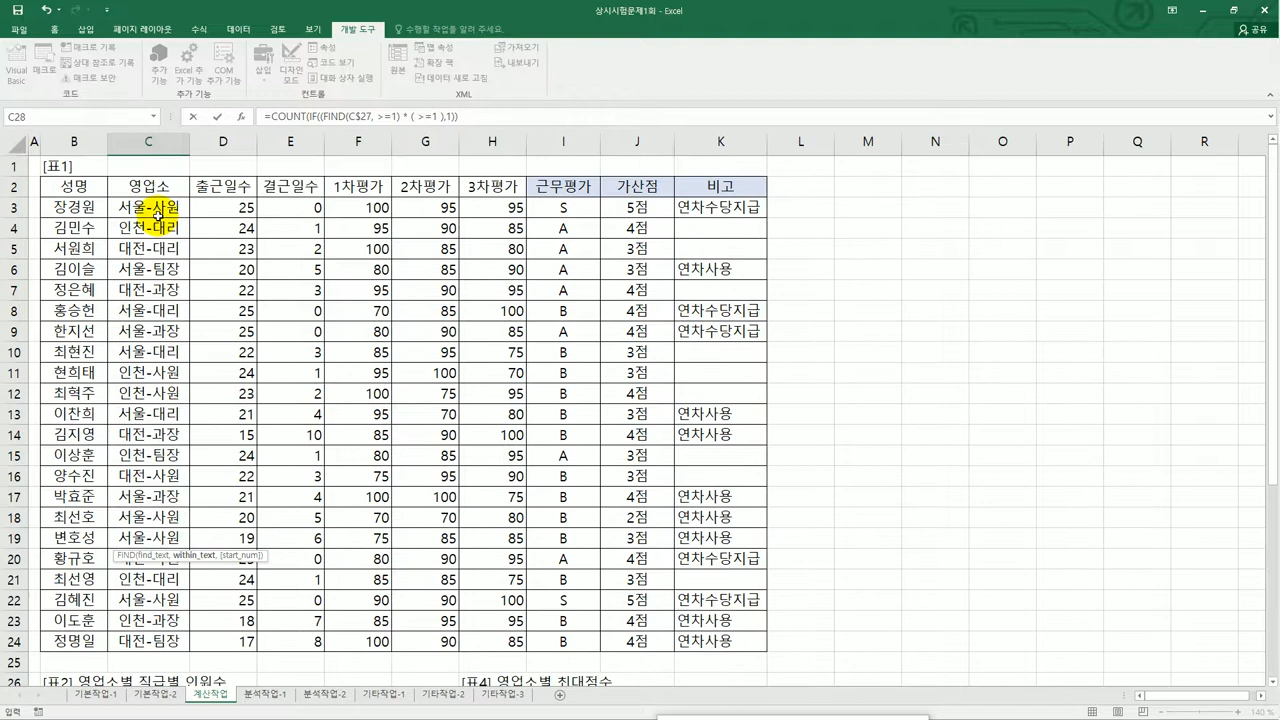 상시시험문제1회 - Excel
파일 홈 삽입 페이지 레이아웃 수식 데이터 검토 보기 개발 도구 수행할 작업을 알려 주세요. 공유
Visual Basic 매크로 매크로 기록 상대 참조로 기록 매크로 보안 추가 기능 Excel 추가 기능 COM 추가 기능 삽입 디자인 모드 속성 코드 보기 대화 상자 실행 원본 맵 속성 확장 팩 데이터 새로 고침 가져오기 내보내기
코드 추가 기능 컨트롤 XML
C28 fx =COUNT(IF((FIND(C$27, >=1) * ( >=1 ),1))
A B C D E F G H I J K L M N O P Q R
1 [표1]
2 성명 영업소 출근일수 결근일수 1차평가 2차평가 3차평가 근무평가 가산점 비고
3 장경원 서울-사원 25 0 100 95 95 S 5점 연차수당지급
4 김민수 인천-대리 24 1 95 90 85 A 4점
5 서원희 대전-대리 23 2 100 85 80 A 4점
6 김이슬 서울-팀장 20 5 80 85 90 A 3점 연차사용
7 정은혜 대전-과장 22 3 90 95 95 A 4점
8 홍승헌 서울-대리 25 0 70 85 100 B 4점 연차수당지급
9 한지선 서울-과장 25 0 80 90 85 A 4점 연차수당지급
10 최현진 서울-대리 22 3 85 95 75 B 3점
11 현희태 인천-사원 24 1 95 100 70 B 3점
12 최혁주 인천-사원 23 2 100 75 95 B 4점
13 이찬희 서울-대리 21 4 95 70 80 B 3점 연차사용
14 김지영 대전-과장 15 10 85 90 100 B 4점 연차사용
15 이상훈 인천-팀장 24 1 80 85 95 A 3점
16 양수진 대전-사원 22 3 85 95 90 B 3점
17 박효준 서울-과장 21 4 100 100 75 B 4점 연차사용
18 최선호 서울-사원 20 5 70 70 80 B 2점 연차사용
19 변호성 서울-사원 19 6 75 85 85 B 3점 연차사용
FIND(find_text, within_text, [start_num])
20 황규호 0 80 90 95 A 4점 연차수당지급
21 최선영 인천-대리 24 1 85 85 75 B 3점
22 김혜진 서울-사원 25 0 90 90 100 S 5점 연차수당지급
23 이도훈 인천-과장 18 7 85 95 95 B 4점 연차사용
24 정명일 대전-팀장 17 8 100 90 85 B 4점 연차사용
25
26 [표2] 영업소별 직급별 인원수 [표4] 영업소별 최대점수
기본작업-1 기본작업-2 계산작업 분석작업-1 분석작업-2 기타작업-1 기타작업-2 기타작업-3
입력 140 %